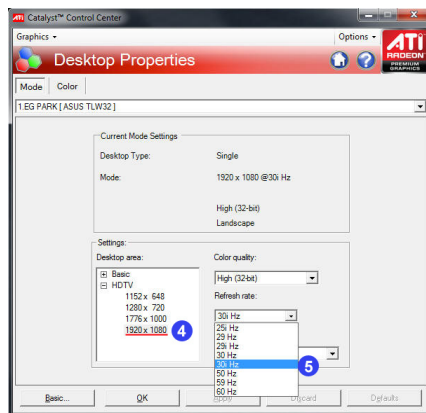 ATI Catalyst™ Control Center
Graphics
Options
ATI
RADEON
PREMIUM
GRAPHICS
Desktop Properties
Mode
Color
1.EG PARK [ ASUS TLW32 ]
Current Mode Settings
Desktop Type:
Single
Mode:
1920 x 1080 @30i Hz
High (32-bit)
Landscape
Settings:
Desktop area:
Color quality:
Basic
HDTV
1152 x 648
1280 x 720
1776 x 1000
1920 x 1080
4
High (32-bit)
Refresh rate:
30i Hz
25i Hz
29 Hz
29i Hz
30 Hz
30i Hz
50 Hz
59 Hz
60 Hz
5
Basic...
OK
Apply
Discard
Defaults